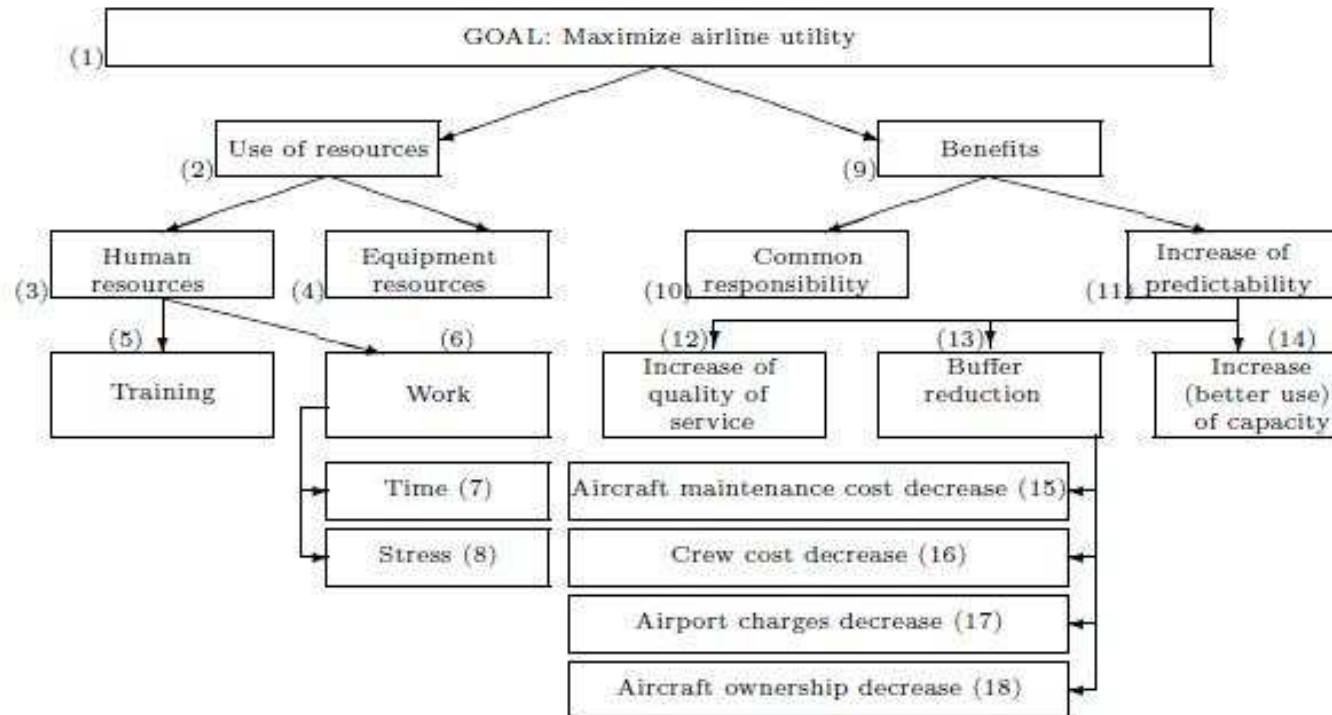 GOAL: Maximize airline utility
(1)
Use of resources
(2)
Benefits
(9)
Human
resources
(3)
Equipment
resources
(4)
Common
responsibility
(10)
Increase of
predictability
(11)
(5)
Training
(6)
Work
(12)
Increase of
quality of
service
(13)
Buffer
reduction
(14)
Increase
(better use)
of capacity
Time (7)
Stress (8)
Aircraft maintenance cost decrease (15)
Crew cost decrease (16)
Airport charges decrease (17)
Aircraft ownership decrease (18)